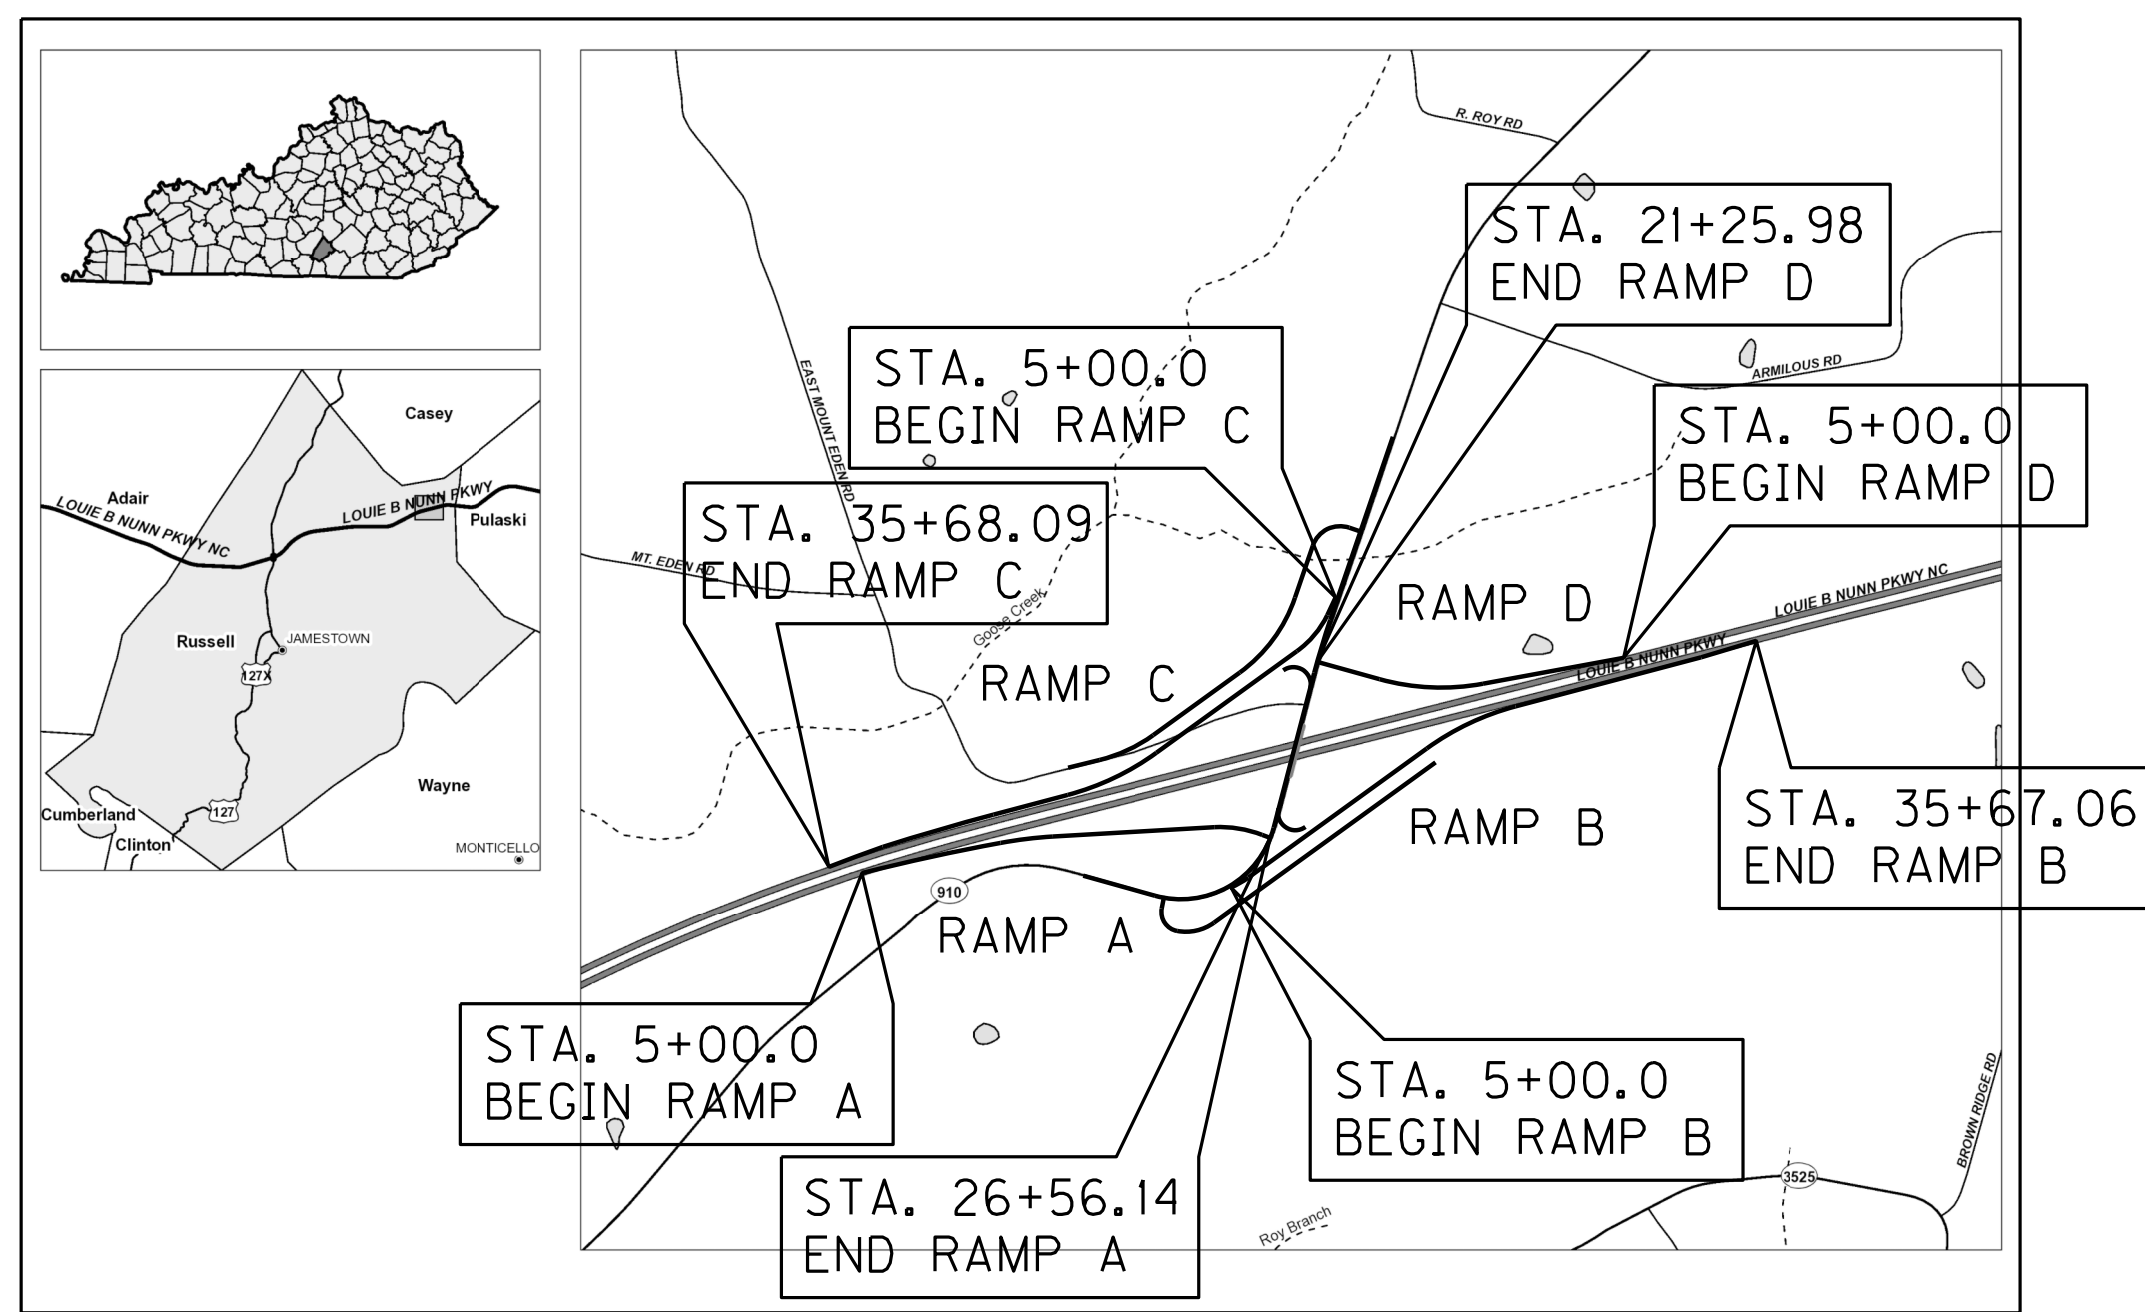 Casey
Adair
LOUIE B NUNN PKWY NC
LOUIE B NUNN PKWY
Pulaski
Russell
JAMESTOWN
127X
Wayne
Cumberland
127
Clinton
MONTICELLO
R. ROY RD
STA. 21+25.98
END RAMP D
STA. 5+00.0
BEGIN RAMP C
EAST MOUNT EDEN RD
ARMILOUS RD
STA. 5+00.0
BEGIN RAMP D
STA. 35+68.09
END RAMP C
MT. EDEN RD
Goose Creek
RAMP D
LOUIE B NUNN PKWY NC
LOUIE B NUNN PKWY
RAMP C
STA. 35+67.06
END RAMP B
RAMP B
910
RAMP A
STA. 5+00.0
BEGIN RAMP A
STA. 5+00.0
BEGIN RAMP B
STA. 26+56.14
END RAMP A
Roy Branch
3525
BROWN RIDGE RD